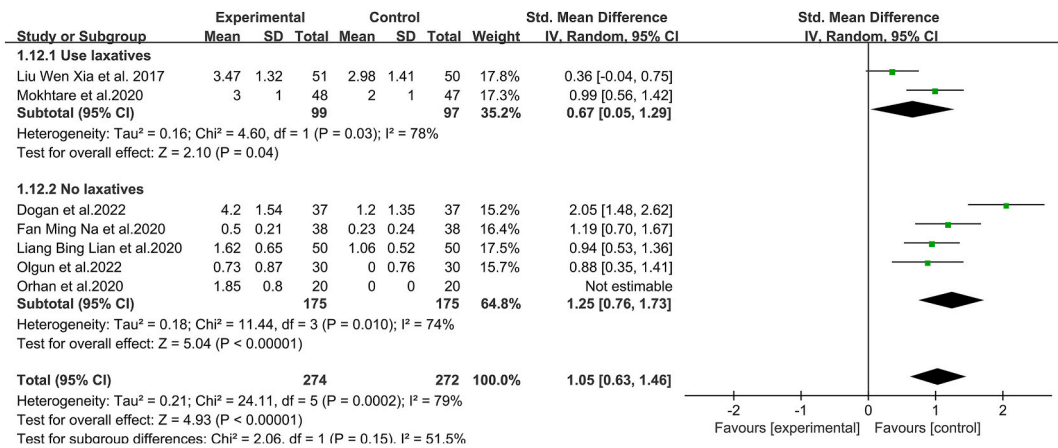 Experimental Control Std. Mean Difference Std. Mean Difference
Study or Subgroup Mean SD Total Mean SD Total Weight IV, Random, 95% CI IV, Random, 95% CI
1.12.1 Use laxatives
Liu Wen Xia et al. 2017 3.47 1.32 51 2.98 1.41 50 17.8% 0.36 [-0.04, 0.75]
Mokhtare et al.2020 3 1 48 2 1 47 17.3% 0.99 [0.56, 1.42]
Subtotal (95% CI) 99 97 35.2% 0.67 [0.05, 1.29]
Heterogeneity: Tau² = 0.16; Chi² = 4.60, df = 1 (P = 0.03); I² = 78%
Test for overall effect: Z = 2.10 (P = 0.04)
1.12.2 No laxatives
Dogan et al.2022 4.2 1.54 37 1.2 1.35 37 15.2% 2.05 [1.48, 2.62]
Fan Ming Na et al.2020 0.5 0.21 38 0.23 0.24 38 16.4% 1.19 [0.70, 1.67]
Liang Bing Lian et al.2020 1.62 0.65 50 1.06 0.52 50 17.5% 0.94 [0.53, 1.36]
Olgun et al.2022 0.73 0.87 30 0 0.76 30 15.7% 0.88 [0.35, 1.41]
Orhan et al.2020 1.85 0.8 20 0 0 20 Not estimable
Subtotal (95% CI) 175 175 64.8% 1.25 [0.76, 1.73]
Heterogeneity: Tau² = 0.18; Chi² = 11.44, df = 3 (P = 0.010); I² = 74%
Test for overall effect: Z = 5.04 (P < 0.00001)
Total (95% CI) 274 272 100.0% 1.05 [0.63, 1.46]
Heterogeneity: Tau² = 0.21; Chi² = 24.11, df = 5 (P = 0.0002); I² = 79%
Test for overall effect: Z = 4.93 (P < 0.00001)
Test for subgroup differences: Chi² = 2.06, df = 1 (P = 0.15), I² = 51.5%
-2 -1 0 1 2
Favours [experimental] Favours [control]